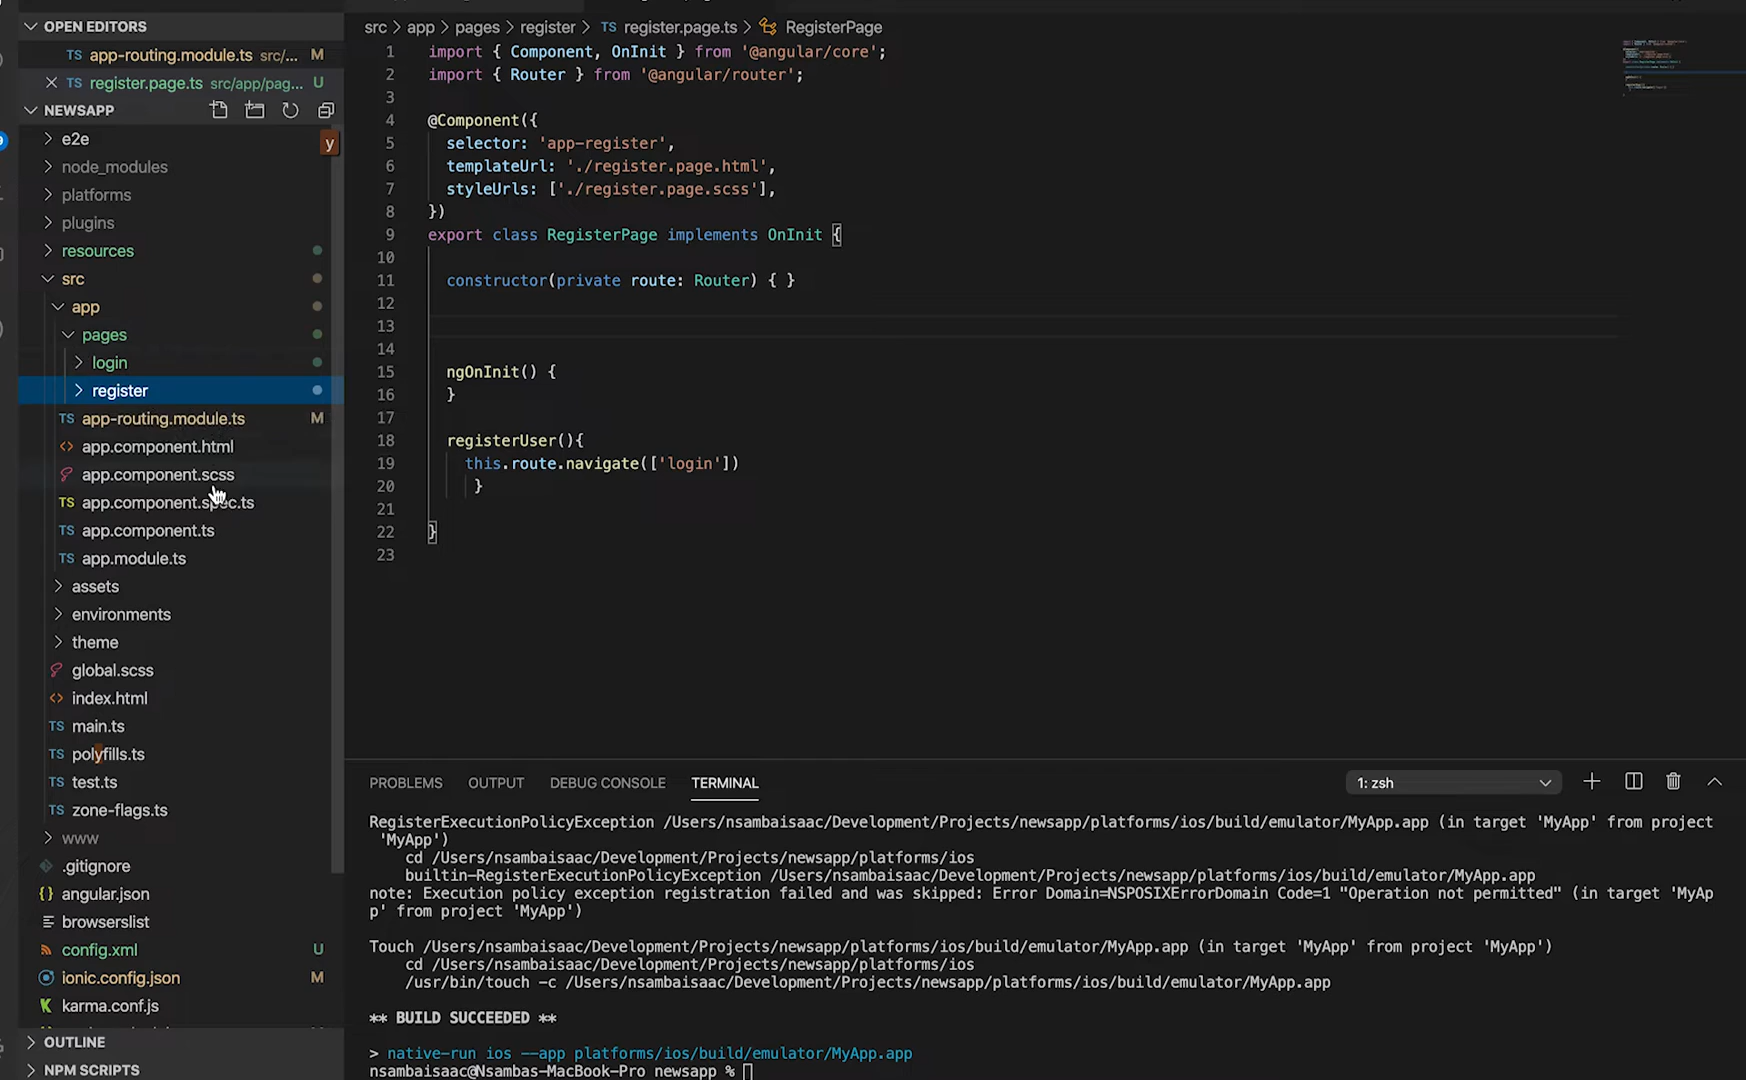 OPEN EDITORS
TS app-routing.module.ts src/... M
TS register.page.ts src/app/pag... U
NEWSAPP
e2e
y
node_modules
platforms
plugins
resources
src
app
pages
login
register
TS app-routing.module.ts M
<> app.component.html
app.component.scss
TS app.component.spec.ts
TS app.component.ts
TS app.module.ts
assets
environments
theme
global.scss
<> index.html
TS main.ts
TS polyfills.ts
TS test.ts
TS zone-flags.ts
www
.gitignore
{} angular.json
browserslist
config.xml U
ionic.config.json M
K karma.conf.js
OUTLINE
NPM SCRIPTS
src > app > pages > register > TS register.page.ts > RegisterPage
1 import { Component, OnInit } from '@angular/core';
2 import { Router } from '@angular/router';
3
4 @Component({
5 selector: 'app-register',
6 templateUrl: './register.page.html',
7 styleUrls: ['./register.page.scss'],
8 })
9 export class RegisterPage implements OnInit {
10
11 constructor(private route: Router) { }
12
13
14
15 ngOnInit() {
16 }
17
18 registerUser(){
19 this.route.navigate(['login'])
20 }
21
22 }
23
PROBLEMS OUTPUT DEBUG CONSOLE TERMINAL 1: zsh
RegisterExecutionPolicyException /Users/nsambaisaac/Development/Projects/newsapp/platforms/ios/build/emulator/MyApp.app (in target 'MyApp' from project
'MyApp')
cd /Users/nsambaisaac/Development/Projects/newsapp/platforms/ios
builtin-RegisterExecutionPolicyException /Users/nsambaisaac/Development/Projects/newsapp/platforms/ios/build/emulator/MyApp.app
note: Execution policy exception registration failed and was skipped: Error Domain=NSPOSIXErrorDomain Code=1 "Operation not permitted" (in target 'MyAp
p' from project 'MyApp')
Touch /Users/nsambaisaac/Development/Projects/newsapp/platforms/ios/build/emulator/MyApp.app (in target 'MyApp' from project 'MyApp')
cd /Users/nsambaisaac/Development/Projects/newsapp/platforms/ios
/usr/bin/touch -c /Users/nsambaisaac/Development/Projects/newsapp/platforms/ios/build/emulator/MyApp.app
** BUILD SUCCEEDED **
> native-run ios --app platforms/ios/build/emulator/MyApp.app
nsambaisaac@Nsambas-MacBook-Pro newsapp %